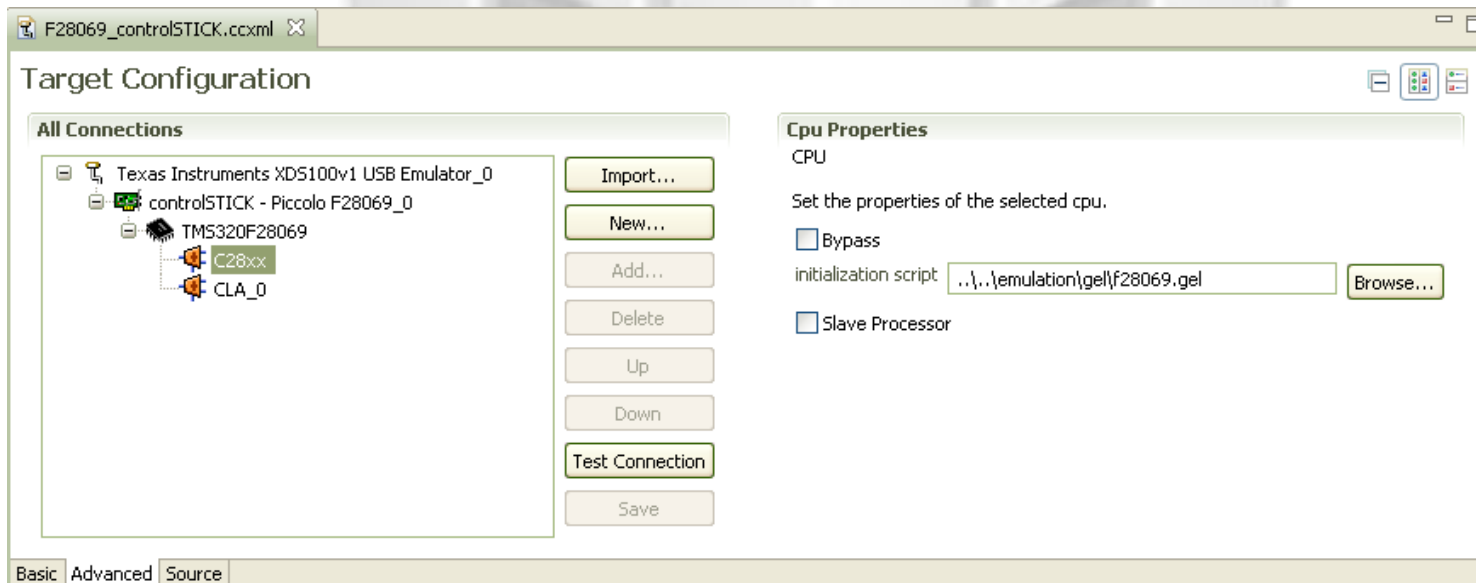 F28069_controlSTICK.ccxml
Target Configuration
All Connections
Texas Instruments XDS100v1 USB Emulator_0
controlSTICK - Piccolo F28069_0
TMS320F28069
C28xx
CLA_0
Import...
New...
Add...
Delete
Up
Down
Test Connection
Save
Cpu Properties
CPU
Set the properties of the selected cpu.
Bypass
initialization script ..\..\emulation\gel\f28069.gel Browse...
Slave Processor
Basic Advanced Source